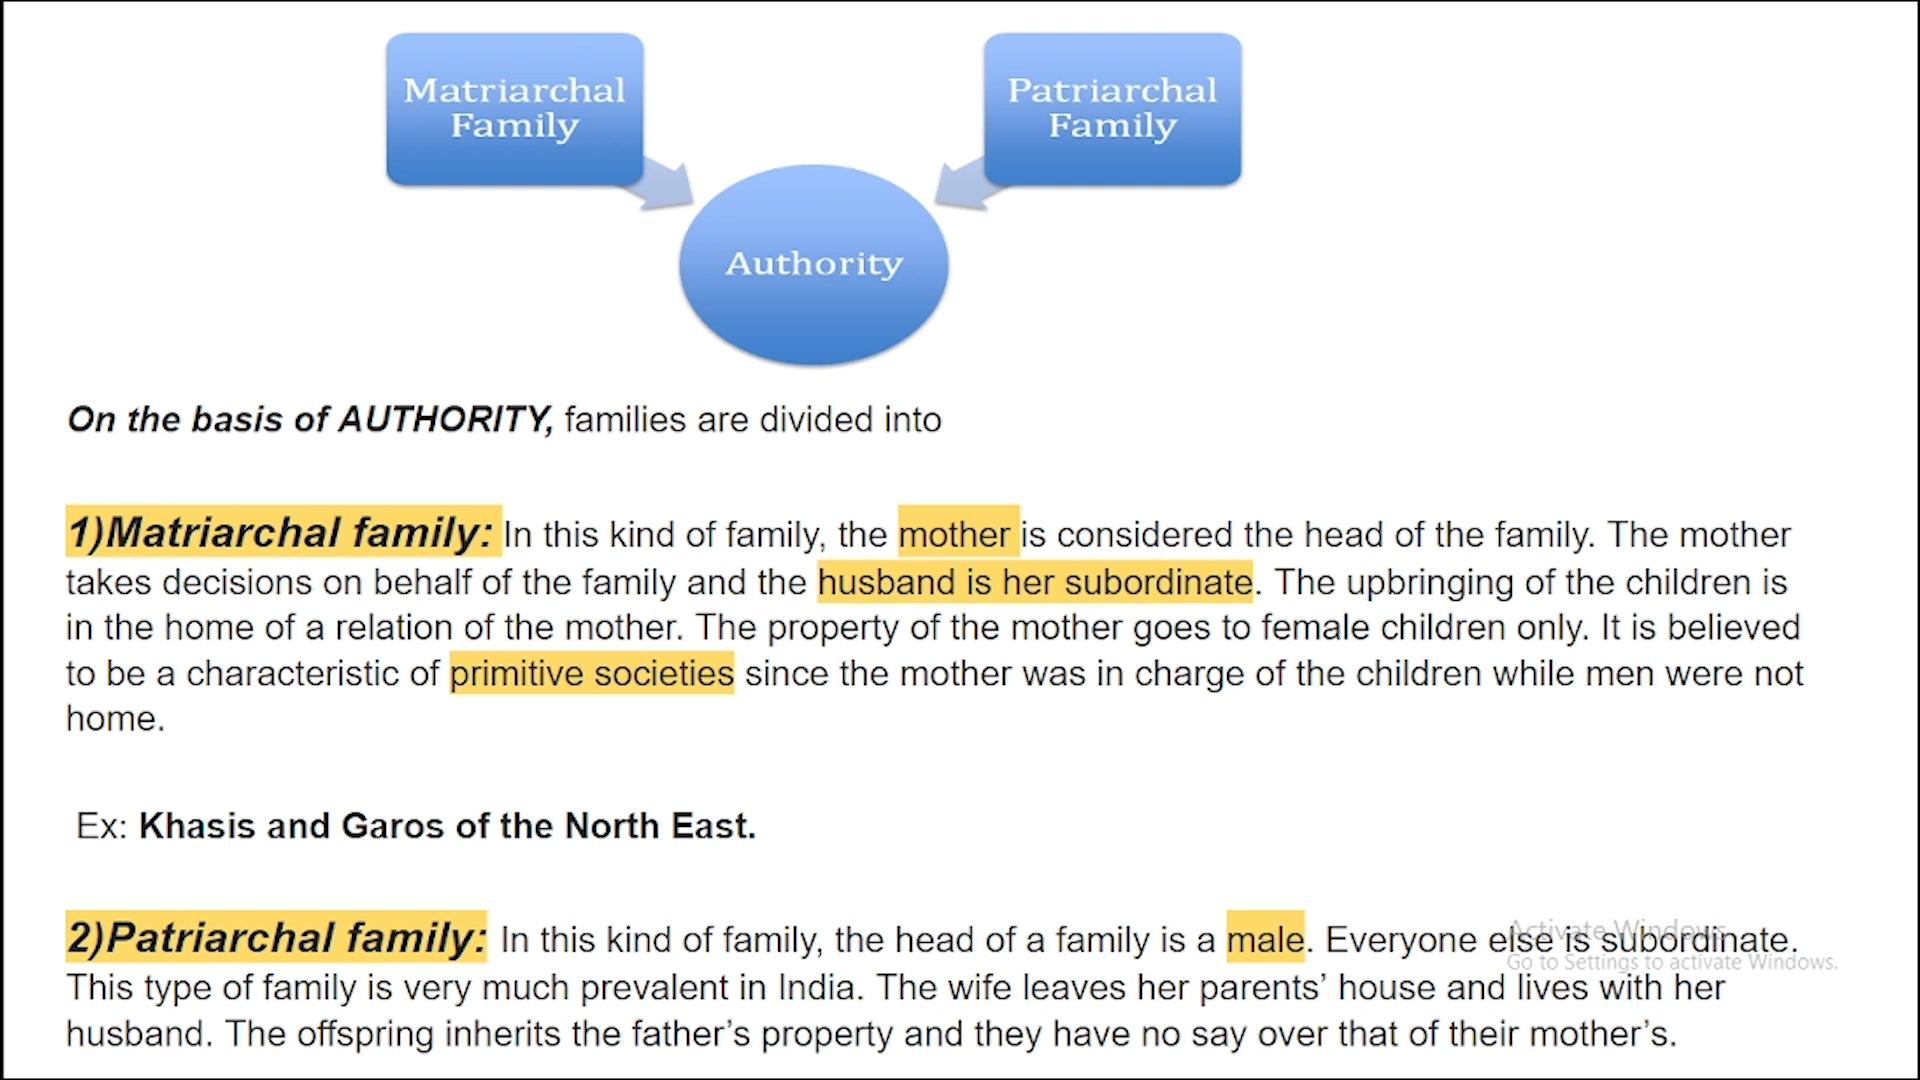 Matriarchal
Family
Patriarchal
Family
Authority
On the basis of AUTHORITY, families are divided into
1)Matriarchal family: In this kind of family, the mother is considered the head of the family. The mother
takes decisions on behalf of the family and the husband is her subordinate. The upbringing of the children is
in the home of a relation of the mother. The property of the mother goes to female children only. It is believed
to be a characteristic of primitive societies since the mother was in charge of the children while men were not
home.
Ex: Khasis and Garos of the North East.
2)Patriarchal family: In this kind of family, the head of a family is a male. Everyone else is subordinate.
This type of family is very much prevalent in India. The wife leaves her parents’ house and lives with her
husband. The offspring inherits the father’s property and they have no say over that of their mother’s.
Activate Windows
Go to Settings to activate Windows.